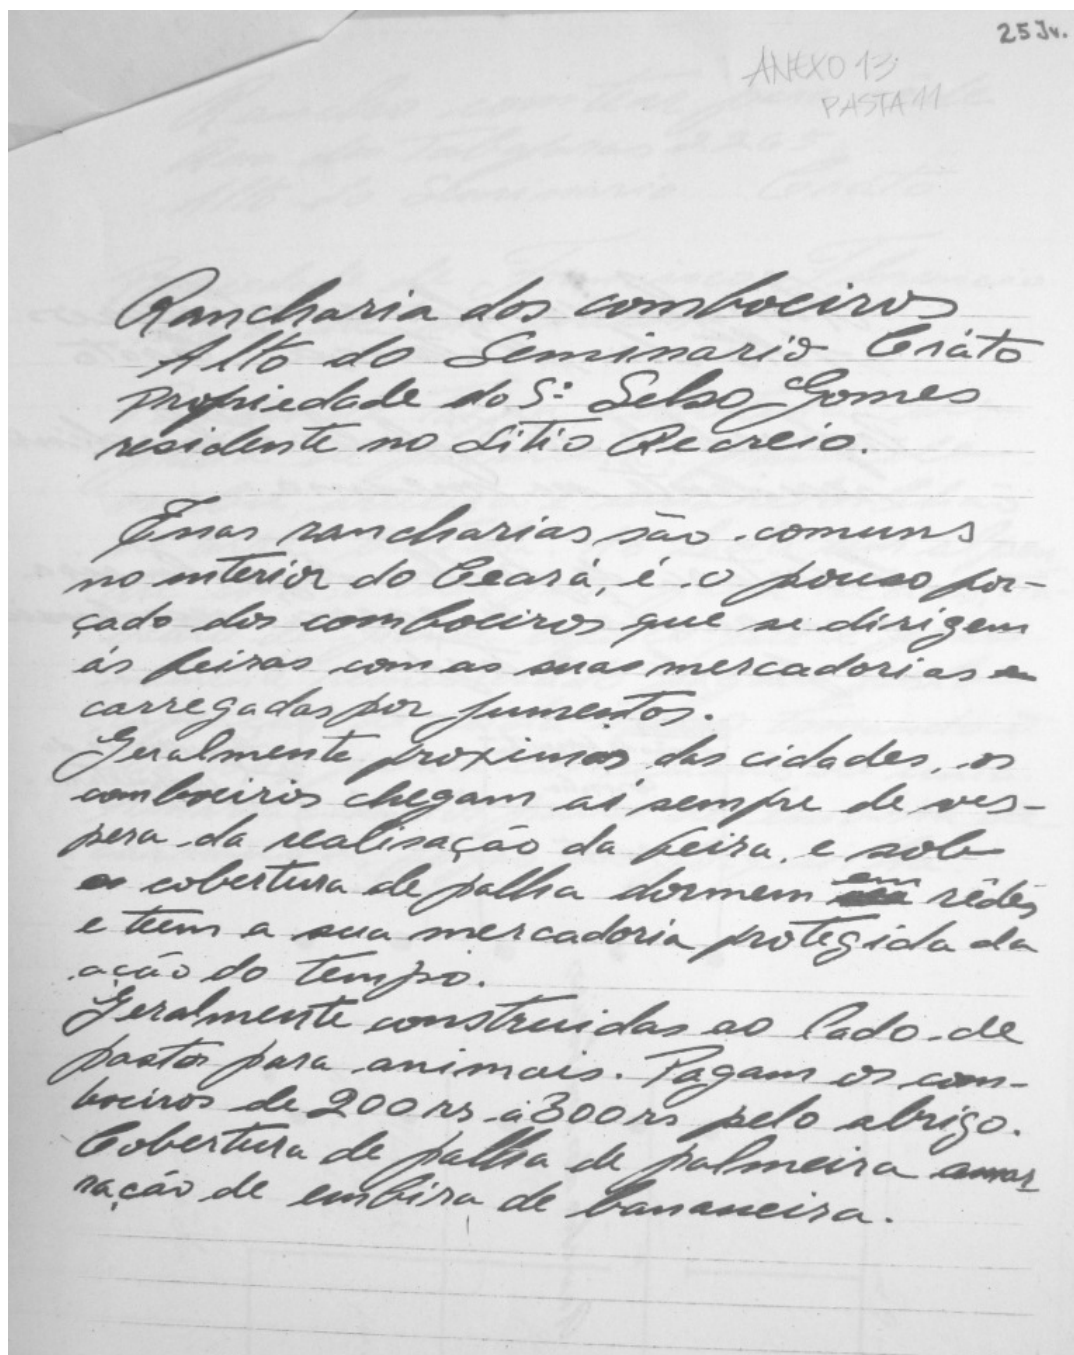 25 Jv.
ANEXO 13
PASTA 11
Rancharia dos comboeiros
Alto do Seminario Cráto
Propriedade do Sr. Selso Gomes
residente no Sitio Recreio.
Essas rancharias são comuns
no interior do Ceará, é o pouso for-
çado dos comboeiros que se dirigem
ás feiras com as suas mercadorias
carregadas por jumentos.
Geralmente proximas das cidades, os
comboeiros chegam aí sempre de ves-
pera da realisação da feira, e sob
a cobertura de palha dormem em rêdes
e teem a sua mercadoria protegida da
ação do tempo.
Geralmente construidas ao lado de
pastos para animais. Pagam os com-
boeiros de 200 rs á 300 rs pelo abrigo.
Cobertura de palha de palmeira amar
ração de embira de bananeira.